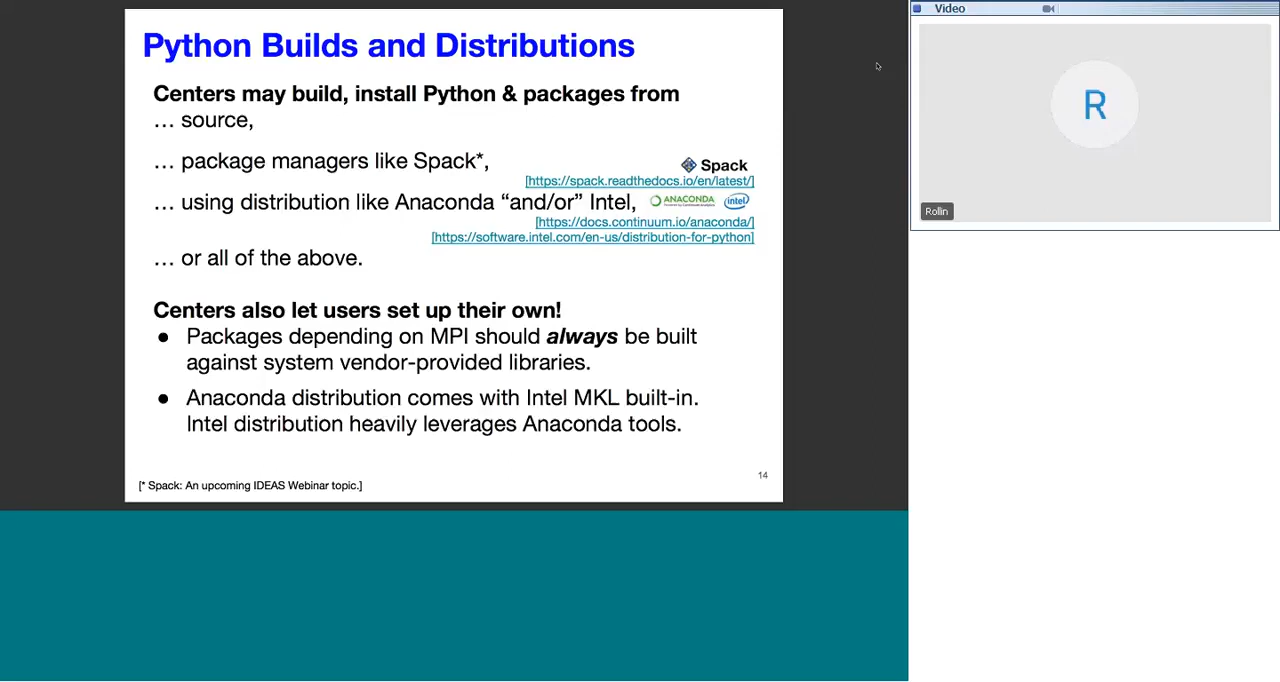 Python Builds and Distributions
Centers may build, install Python & packages from
… source,
… package managers like Spack*,
Spack
[https://spack.readthedocs.io/en/latest/]
… using distribution like Anaconda “and/or” Intel,
ANACONDA
intel
[https://docs.continuum.io/anaconda/]
[https://software.intel.com/en-us/distribution-for-python]
… or all of the above.
Centers also let users set up their own!
● Packages depending on MPI should always be built
against system vendor-provided libraries.
● Anaconda distribution comes with Intel MKL built-in.
Intel distribution heavily leverages Anaconda tools.
14
[* Spack: An upcoming IDEAS Webinar topic.]
Video
R
Rollin